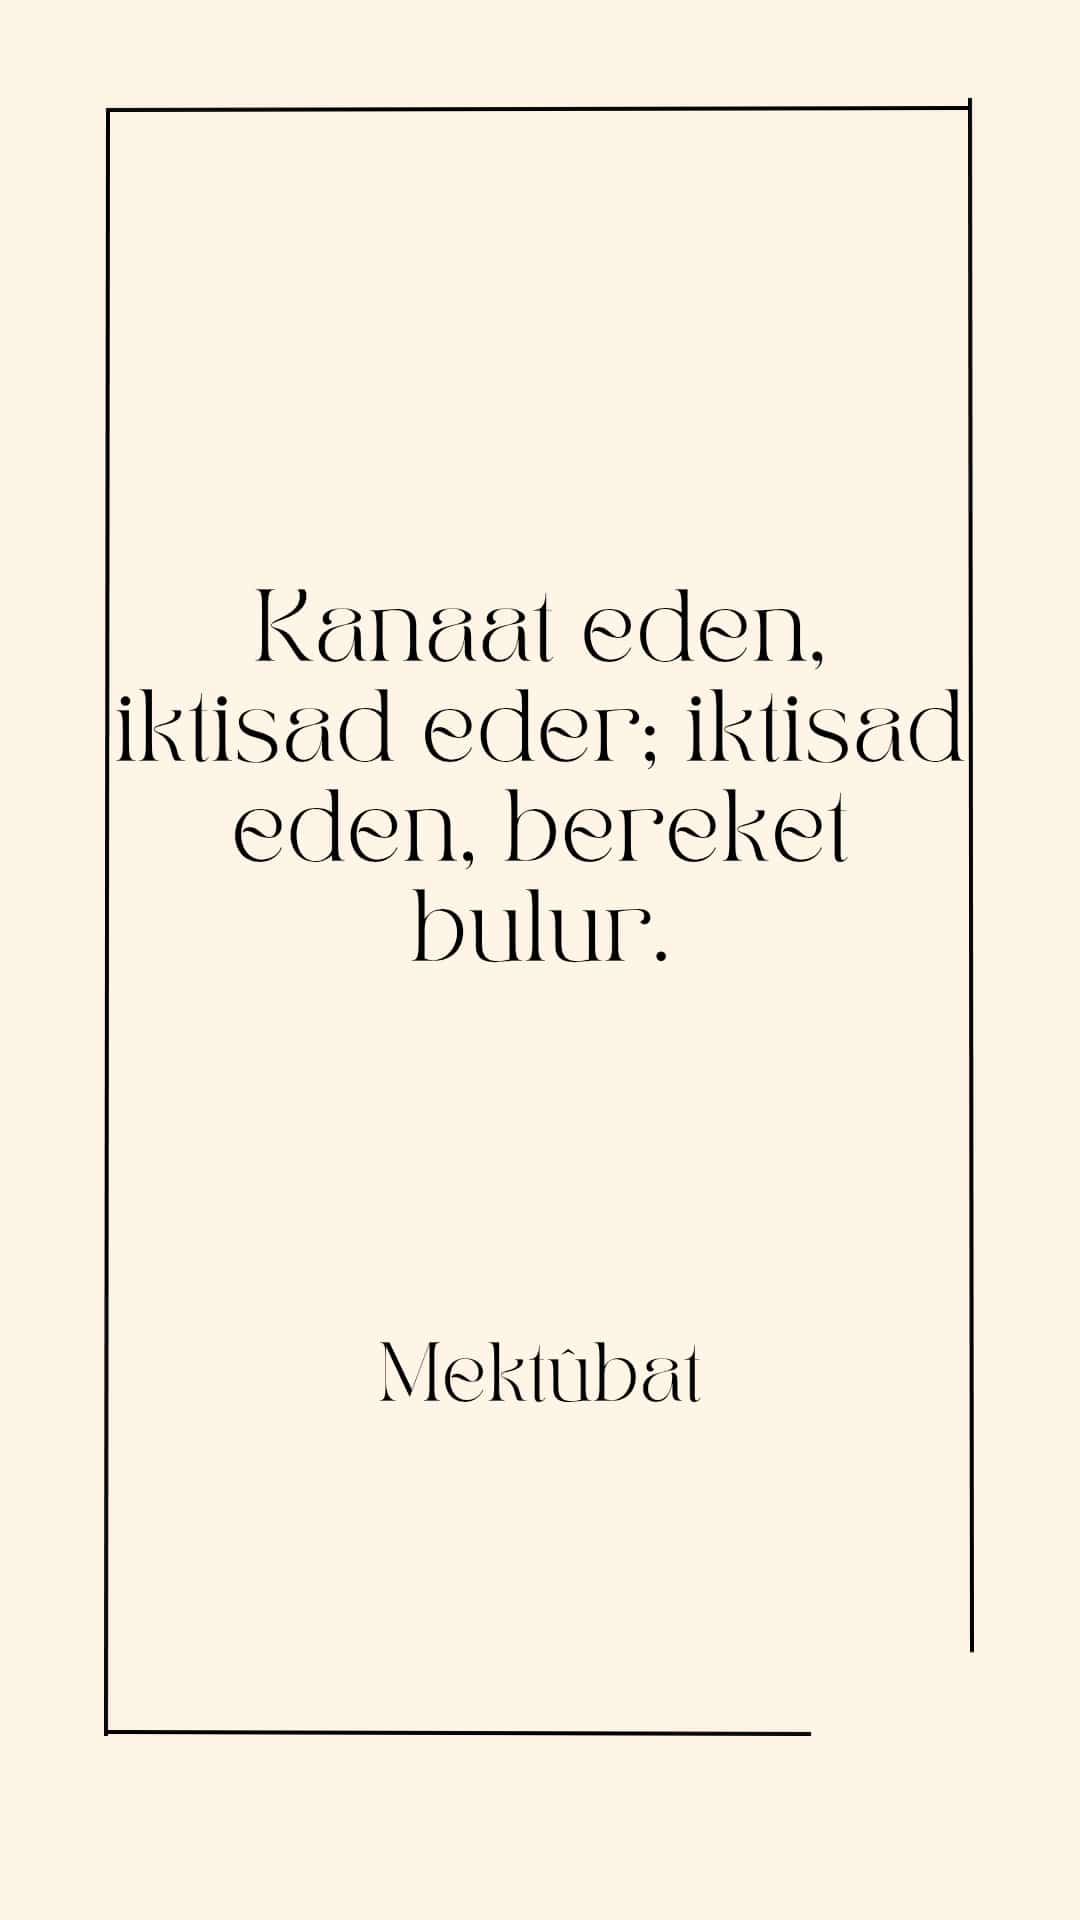 Kanaat eden,
iktisad eder; iktisad
eden, bereket
bulur.
Mektûbat